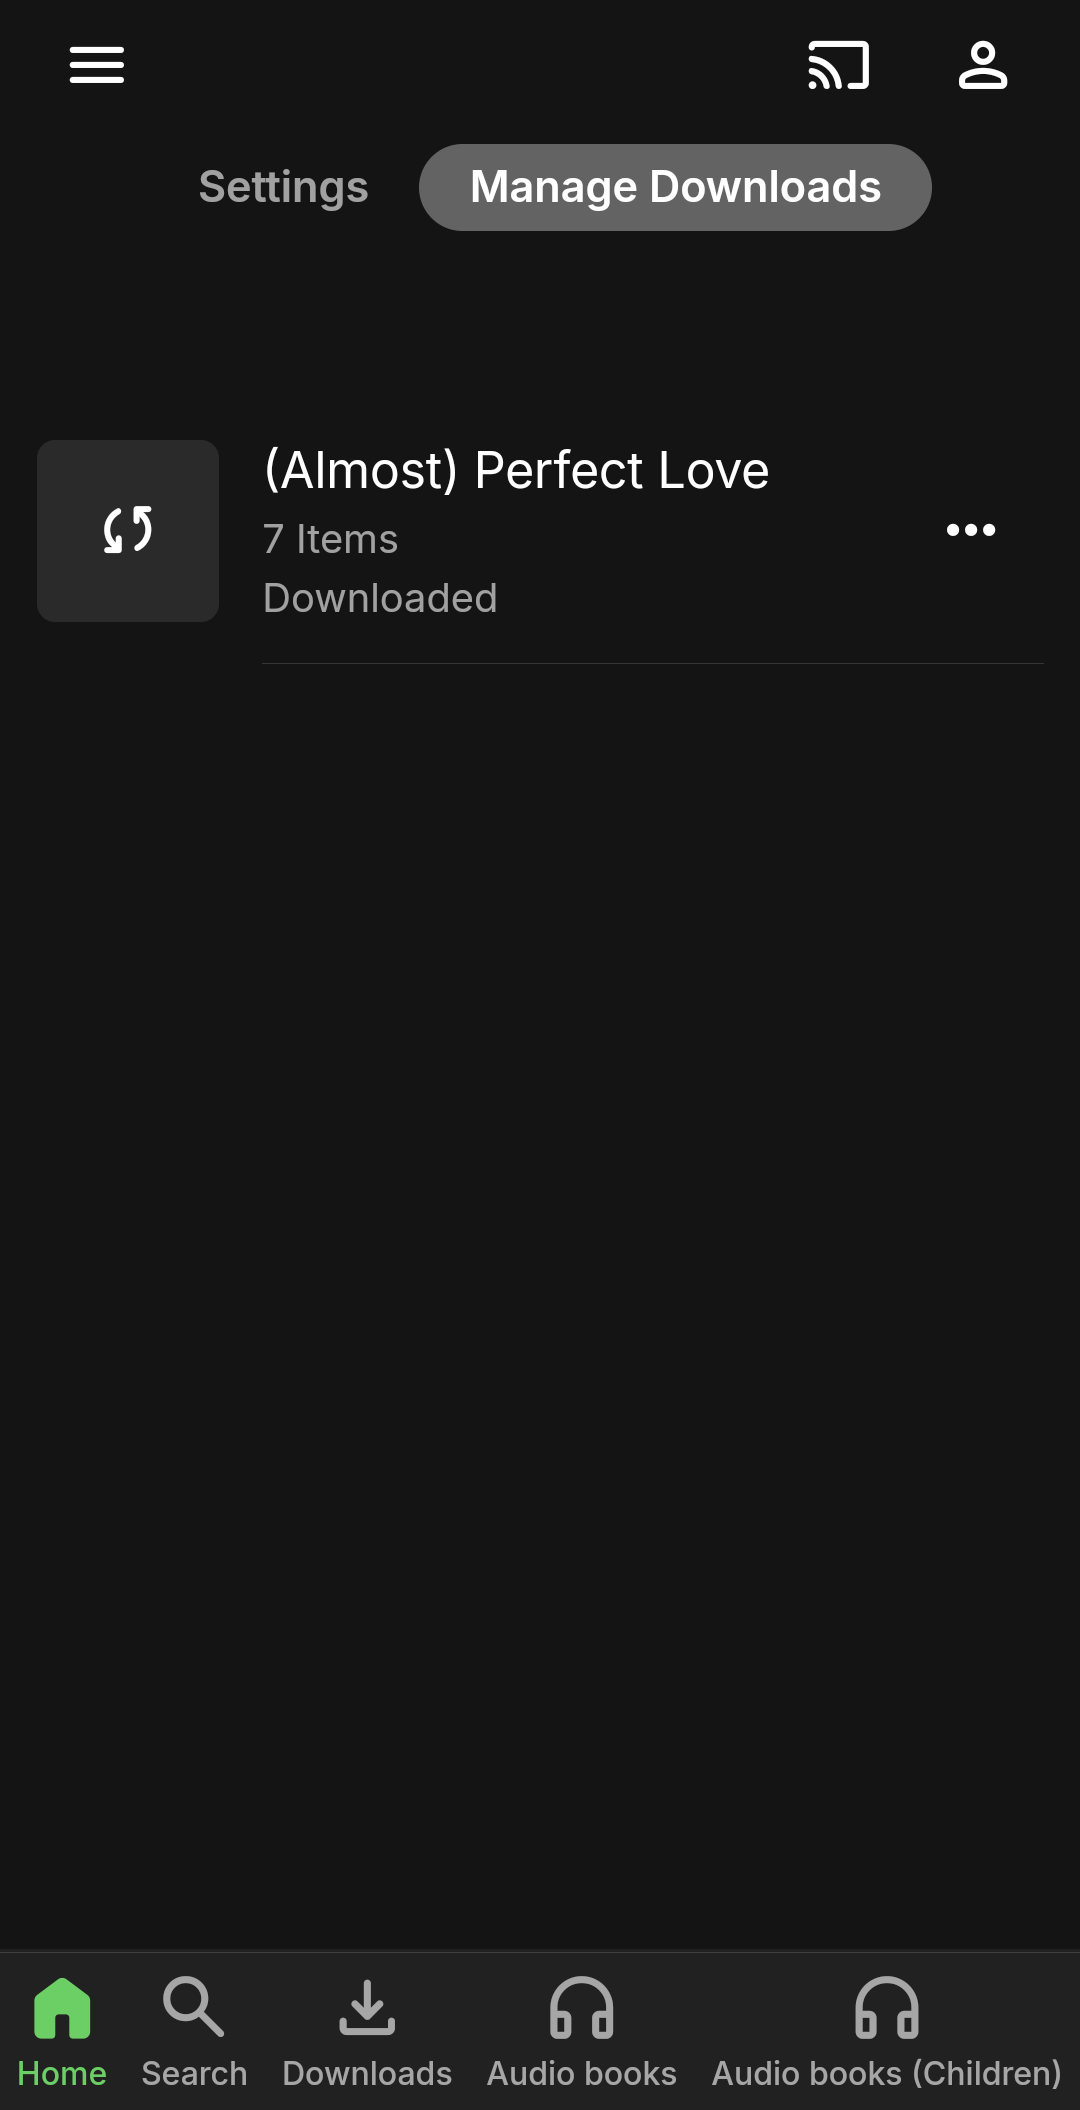 Settings
Manage Downloads
(Almost) Perfect Love
7 Items
Downloaded
Home
Search
Downloads
Audio books
Audio books (Children)